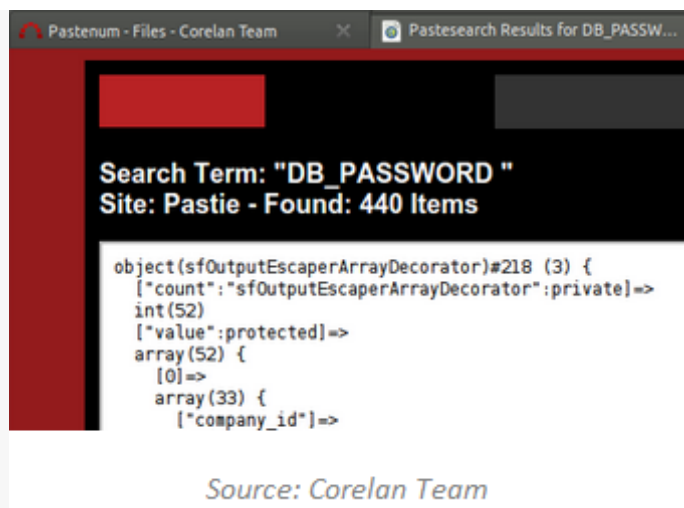 Pastenum - Files - Corelan Team
Pastesearch Results for DB_PASSW...
Search Term: "DB_PASSWORD "
Site: Pastie - Found: 440 Items
object(sfOutputEscaperArrayDecorator)#218 (3) {
["count":"sfOutputEscaperArrayDecorator":private]=>
int(52)
["value":protected]=>
array(52) {
[0]=>
array(33) {
["company_id"]=>
Source: Corelan Team